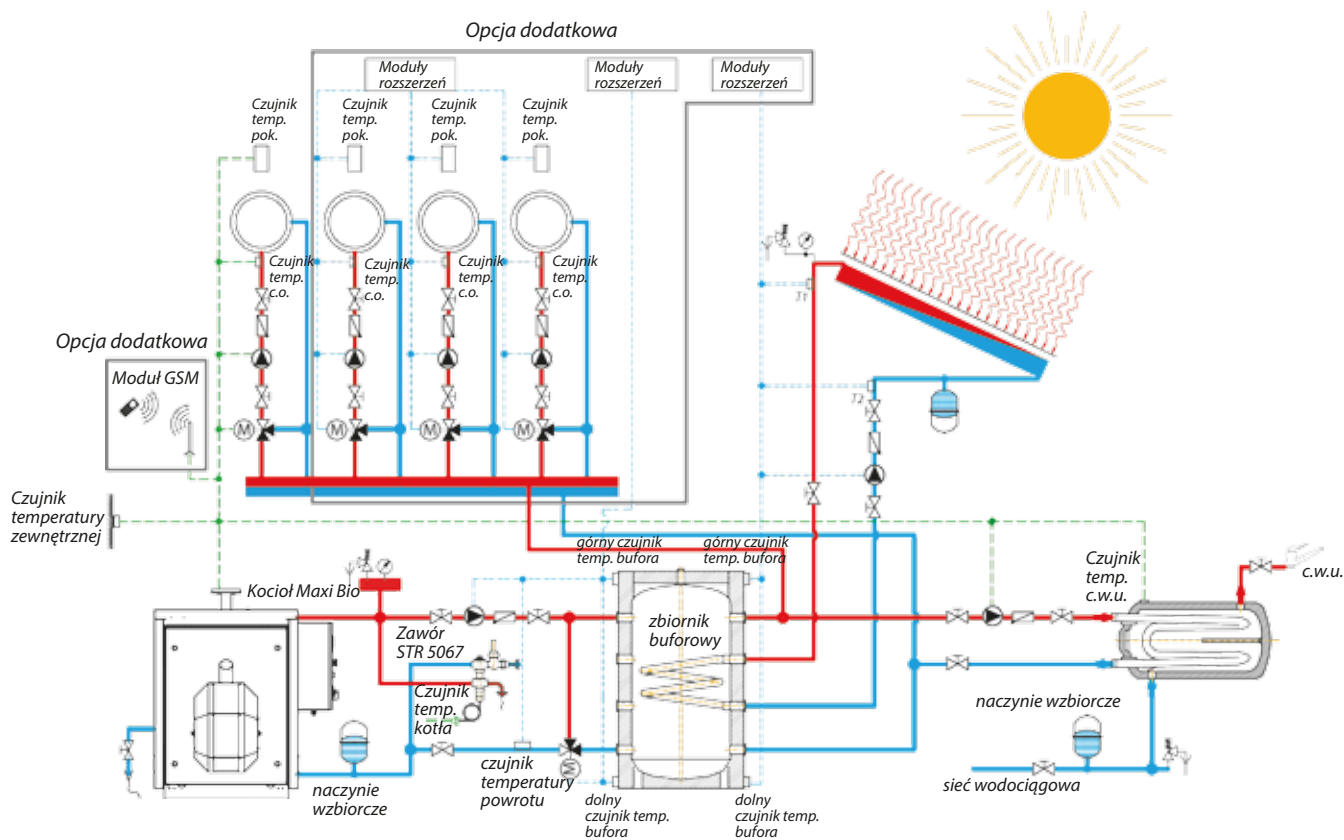 Opcja dodatkowa
Moduły
rozszerzeń
Moduły
rozszerzeń
Moduły
rozszerzeń
Czujnik
temp.
pok.
Czujnik
temp.
pok.
Czujnik
temp.
pok.
Czujnik
temp.
pok.
Czujnik
temp.
c.o.
Czujnik
temp.
c.o.
Czujnik
temp.
c.o.
Czujnik
temp.
c.o.
T1
T2
Opcja dodatkowa
Moduł GSM
M
M
M
M
Czujnik
temperatury
zewnętrznej
górny czujnik
temp. bufora
górny czujnik
temp. bufora
Czujnik
temp.
c.w.u.
c.w.u.
Kocioł Maxi Bio
Zawór
STR 5067
zbiornik
buforowy
Czujnik
temp.
kotła
naczynie wzbiorcze
czujnik
temperatury
powrotu
M
naczynie
wzbiorcze
sieć wodociągowa
dolny
czujnik temp.
bufora
dolny
czujnik temp.
bufora